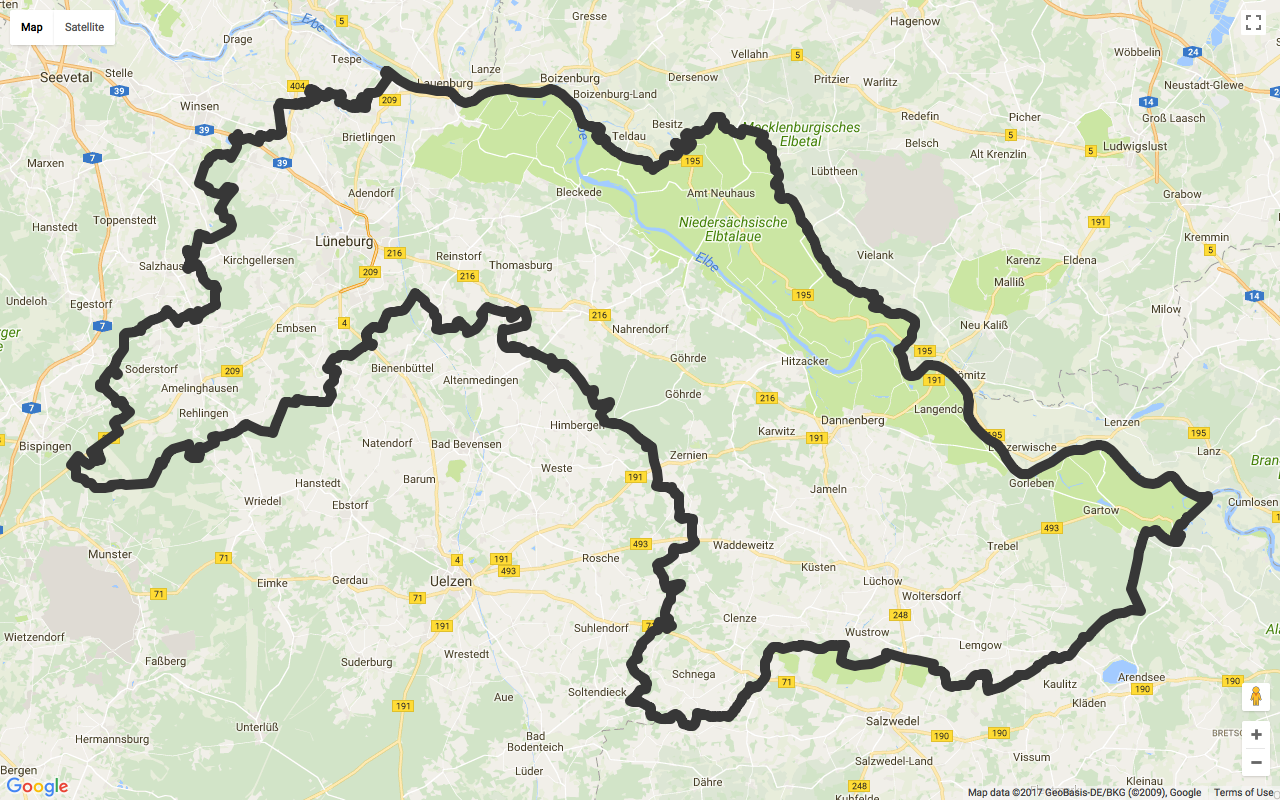 Map
Satellite
Gresse
Hagenow
Elbe
5
Drage
Tespe
Vellahn
5
24
Wöbbelin
Stelle
Seevetal
39
Lanze
Lauenburg
Boizenburg
Dersenow
Pritzier
Warlitz
Neustadt-Glewe
404
209
Boizenburg-Land
14
Winsen
39
Redefin
Picher
Groß Laasch
Brietlingen
Teldau
Besitz
Mecklenburgisches
Elbetal
Belsch
5
5
Ludwigslust
Marxen
7
39
195
Alt Krenzlin
Lübtheen
Adendorf
Bleckede
Amt Neuhaus
Grabow
Toppenstedt
Hanstedt
Niedersächsische
Elbtalaue
191
Kremmin
5
Lüneburg
216
Reinstorf
Thomasburg
Elbe
Vielank
Karenz
Eldena
Salzhausen
Kirchgellersen
209
216
Malliß
14
Undeloh
Egestorf
195
Milow
7
Embsen
4
216
Nahrendorf
Neu Kaliß
Soderstorf
209
Bienenbüttel
Göhrde
Hitzacker
195
191
Dömitz
Amelinghausen
Altenmedingen
Göhrde
216
7
Rehlingen
Dannenberg
Langendorf
Lenzen
Bispingen
Natendorf
Bad Bevensen
Himbergen
Karwitz
191
195
Lenzerwische
195
Lanz
Zernien
Weste
Barum
191
Hanstedt
Jameln
Gorleben
Wriedel
Ebstorf
Gartow
Cumlosen
493
Munster
71
4
191
493
Rosche
493
Waddeweitz
Trebel
Küsten
Eimke
Gerdau
Uelzen
Lüchow
71
71
Woltersdorf
Clenze
248
Wietzendorf
191
Suhlendorf
71
Wustrow
Lemgow
Faßberg
Suderburg
Wrestedt
Schnega
71
Kaulitz
Arendsee
190
190
Soltendieck
Aue
191
Kläden
Unterlüß
Salzwedel
190
190
Hermannsburg
Bad
Bodenteich
Salzwedel-Land
Vissum
Bergen
Lüder
Dähre
248
Kleinau
Google
Map data ©2017 GeoBasis-DE/BKG (©2009), Google
Terms of Use